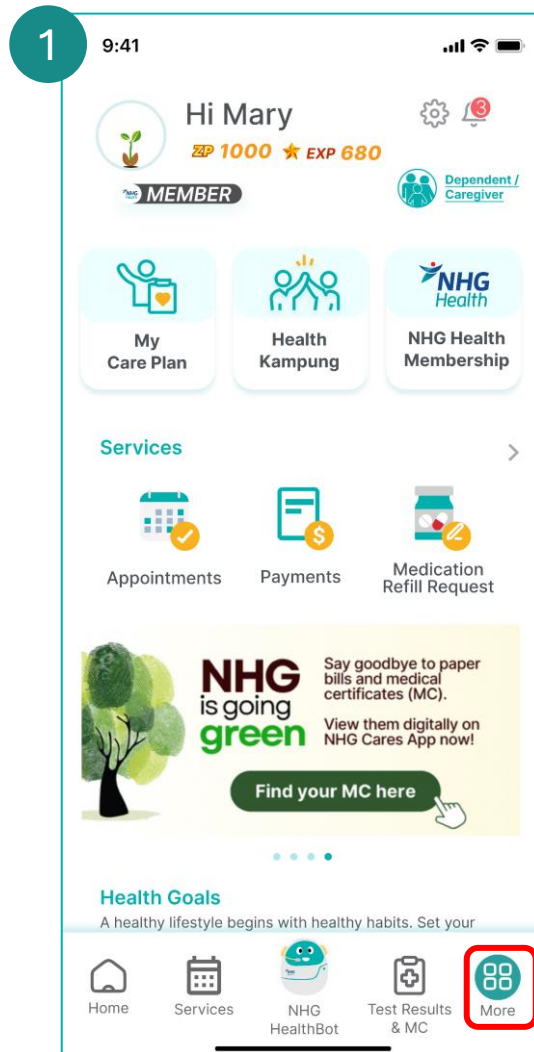 1
9:41
Hi Mary
3
ZP 1000 EXP 680
Dependent /
Caregiver
MEMBER
NHG
Health
My
Care Plan
Health
Kampung
NHG Health
Membership
Services
Appointments
Payments
Medication
Refill Request
NHG
is going
green
Say goodbye to paper
bills and medical
certificates (MC).
View them digitally on
NHG Cares App now!
Find your MC here
Health Goals
A healthy lifestyle begins with healthy habits. Set your
Home
Services
NHG
HealthBot
Test Results
& MC
More